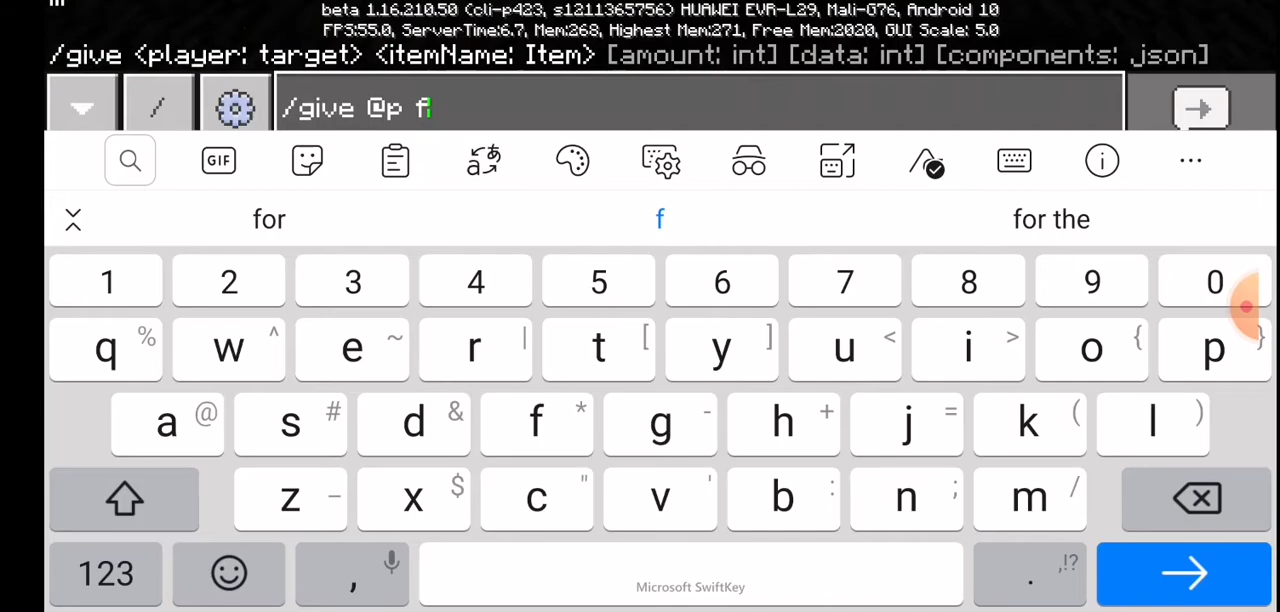 beta 1.16.210.50 (cli-p423, s1211365756) HUAWEI EVR-L29, Mali-G76, Android 10
FPS:55.0, ServerTime:6.7, Mem:268, Highest Mem:271, Free Mem:2020, GUI Scale: 5.0
/give <player: target> <itemName: Item> [amount: int] [data: int] [components: json]
/ /give @p f
GIF
for f for the
1 2 3 4 5 6 7 8 9 0
q % w ^ e ~ r | t [ y ] u < i > o { p }
a @ s # d & f * g - h + j = k ( l )
z _ x $ c " v ' b : n ; m /
123 , Microsoft SwiftKey . ,!?